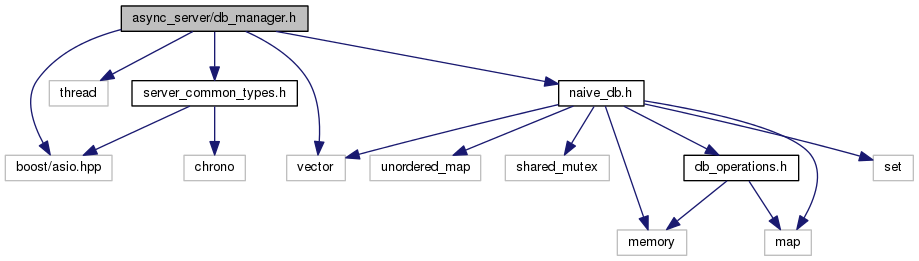 async_server/db_manager.h
thread
server_common_types.h
naive_db.h
boost/asio.hpp
chrono
vector
unordered_map
shared_mutex
db_operations.h
set
memory
map